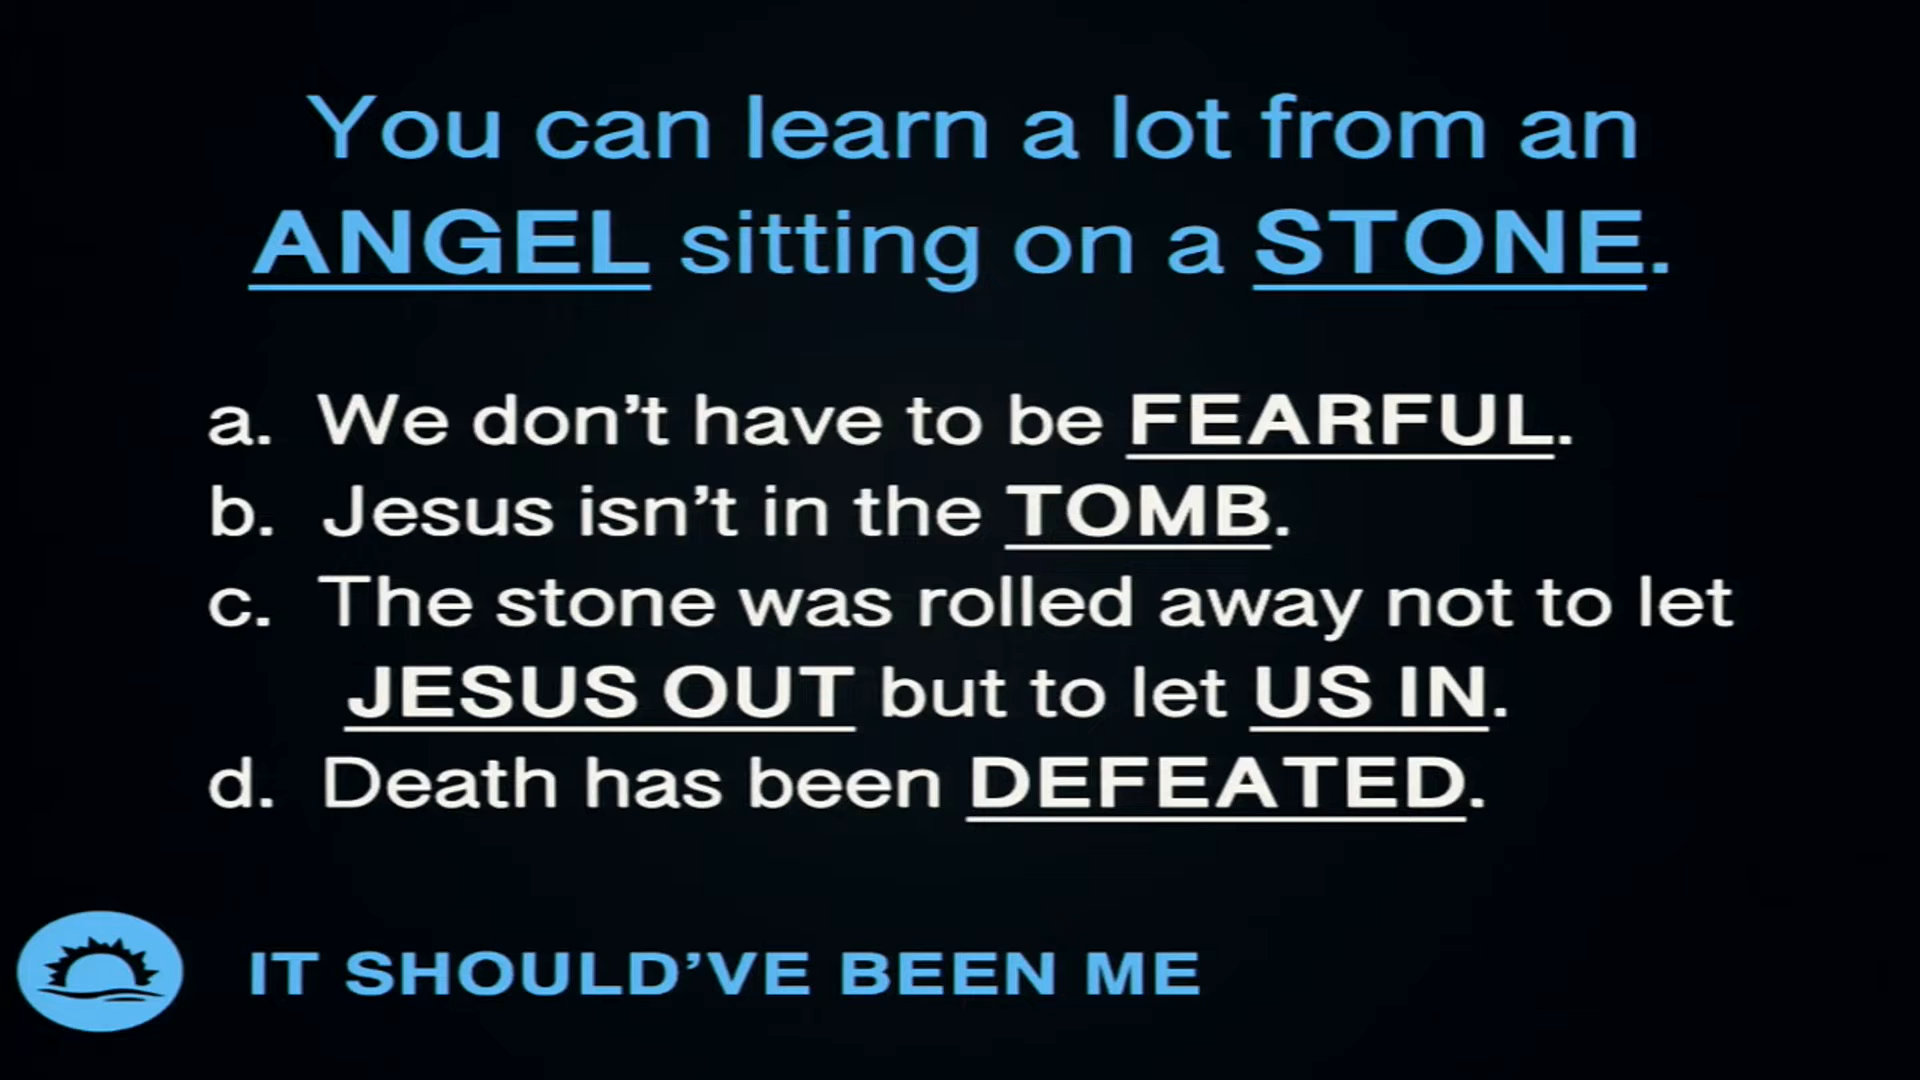 You can learn a lot from an
ANGEL sitting on a STONE.
a. We don’t have to be FEARFUL.
b. Jesus isn’t in the TOMB.
c. The stone was rolled away not to let
JESUS OUT but to let US IN.
d. Death has been DEFEATED.
IT SHOULD’VE BEEN ME